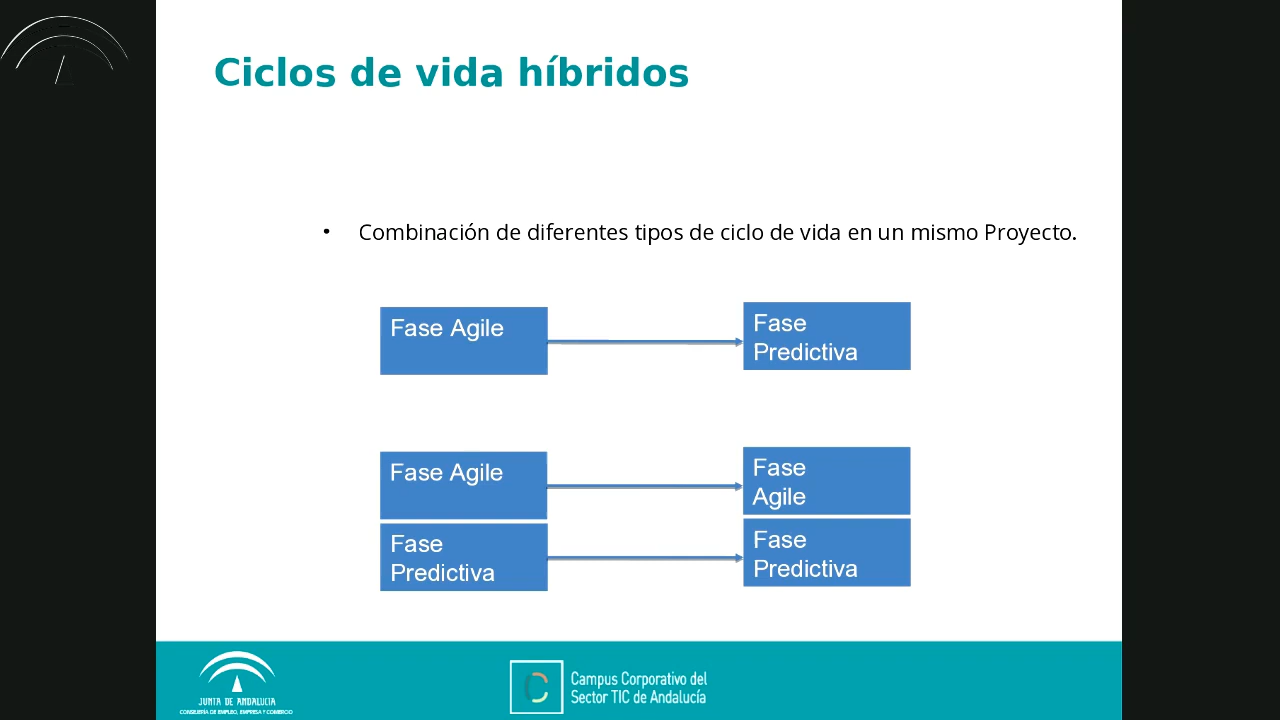 Ciclos de vida híbridos
• Combinación de diferentes tipos de ciclo de vida en un mismo Proyecto.
Fase Agile
Fase
Predictiva
Fase Agile
Fase
Agile
Fase
Predictiva
Fase
Predictiva
JUNTA DE ANDALUCIA
CONSEJERÍA DE EMPLEO, EMPRESA Y COMERCIO
Campus Corporativo del
Sector TIC de Andalucía